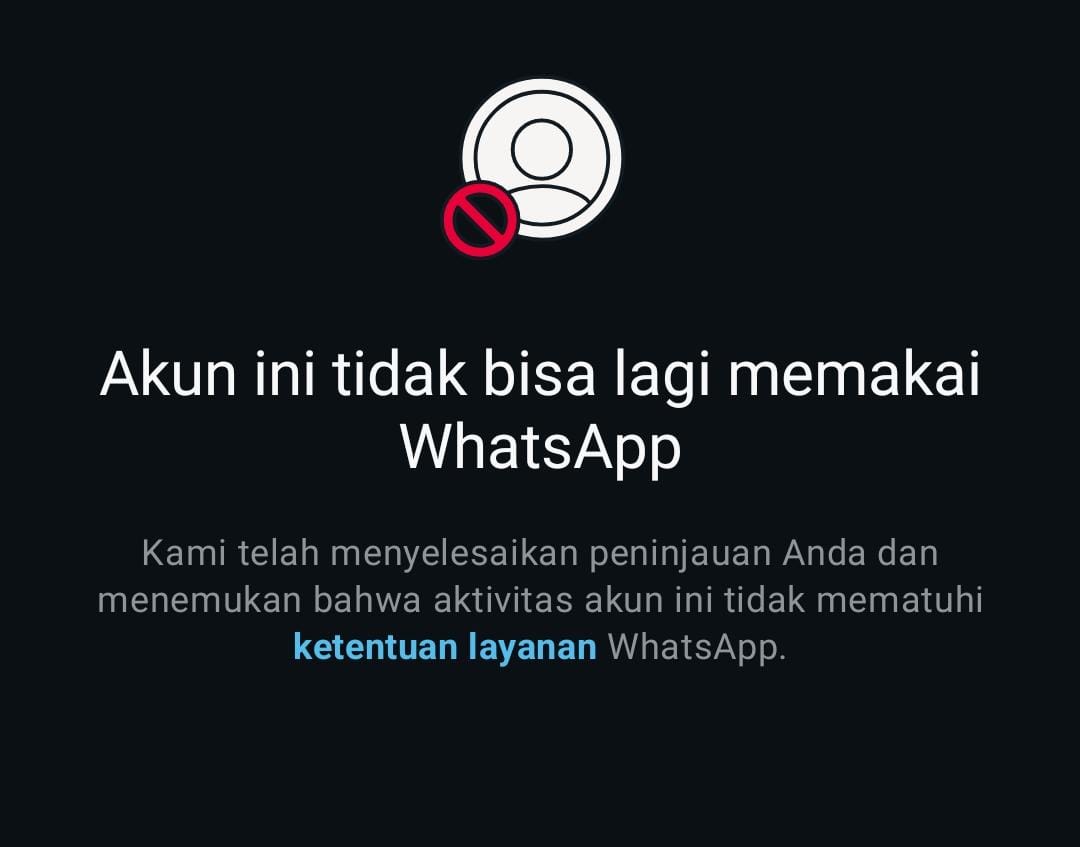 Akun ini tidak bisa lagi memakai
WhatsApp
Kami telah menyelesaikan peninjauan Anda dan
menemukan bahwa aktivitas akun ini tidak mematuhi
ketentuan layanan WhatsApp.